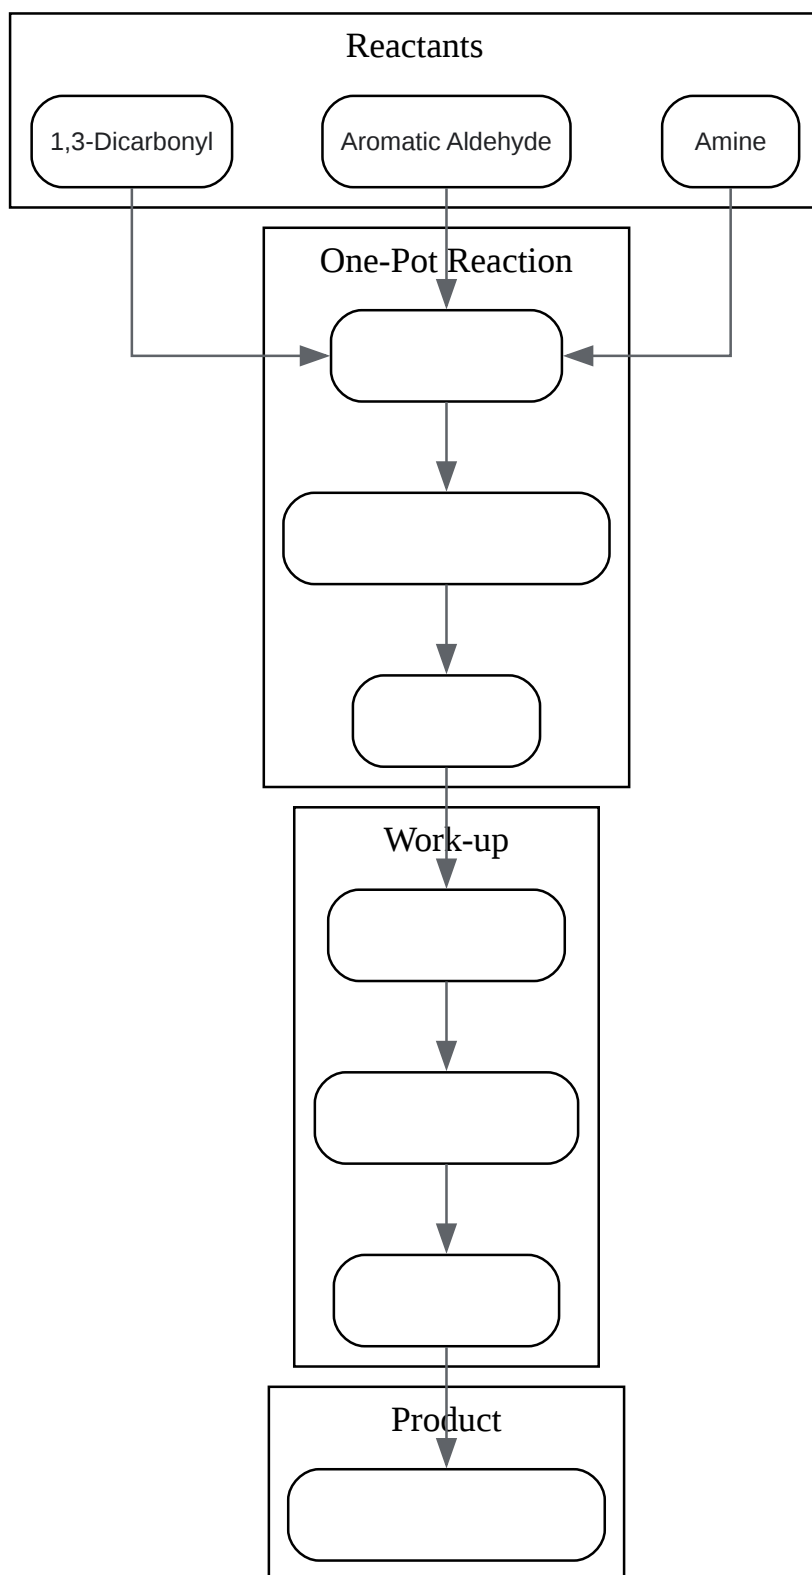 Reactants
1,3-Dicarbonyl
Aromatic Aldehyde
Amine
One-Pot Reaction
Work-up
Product